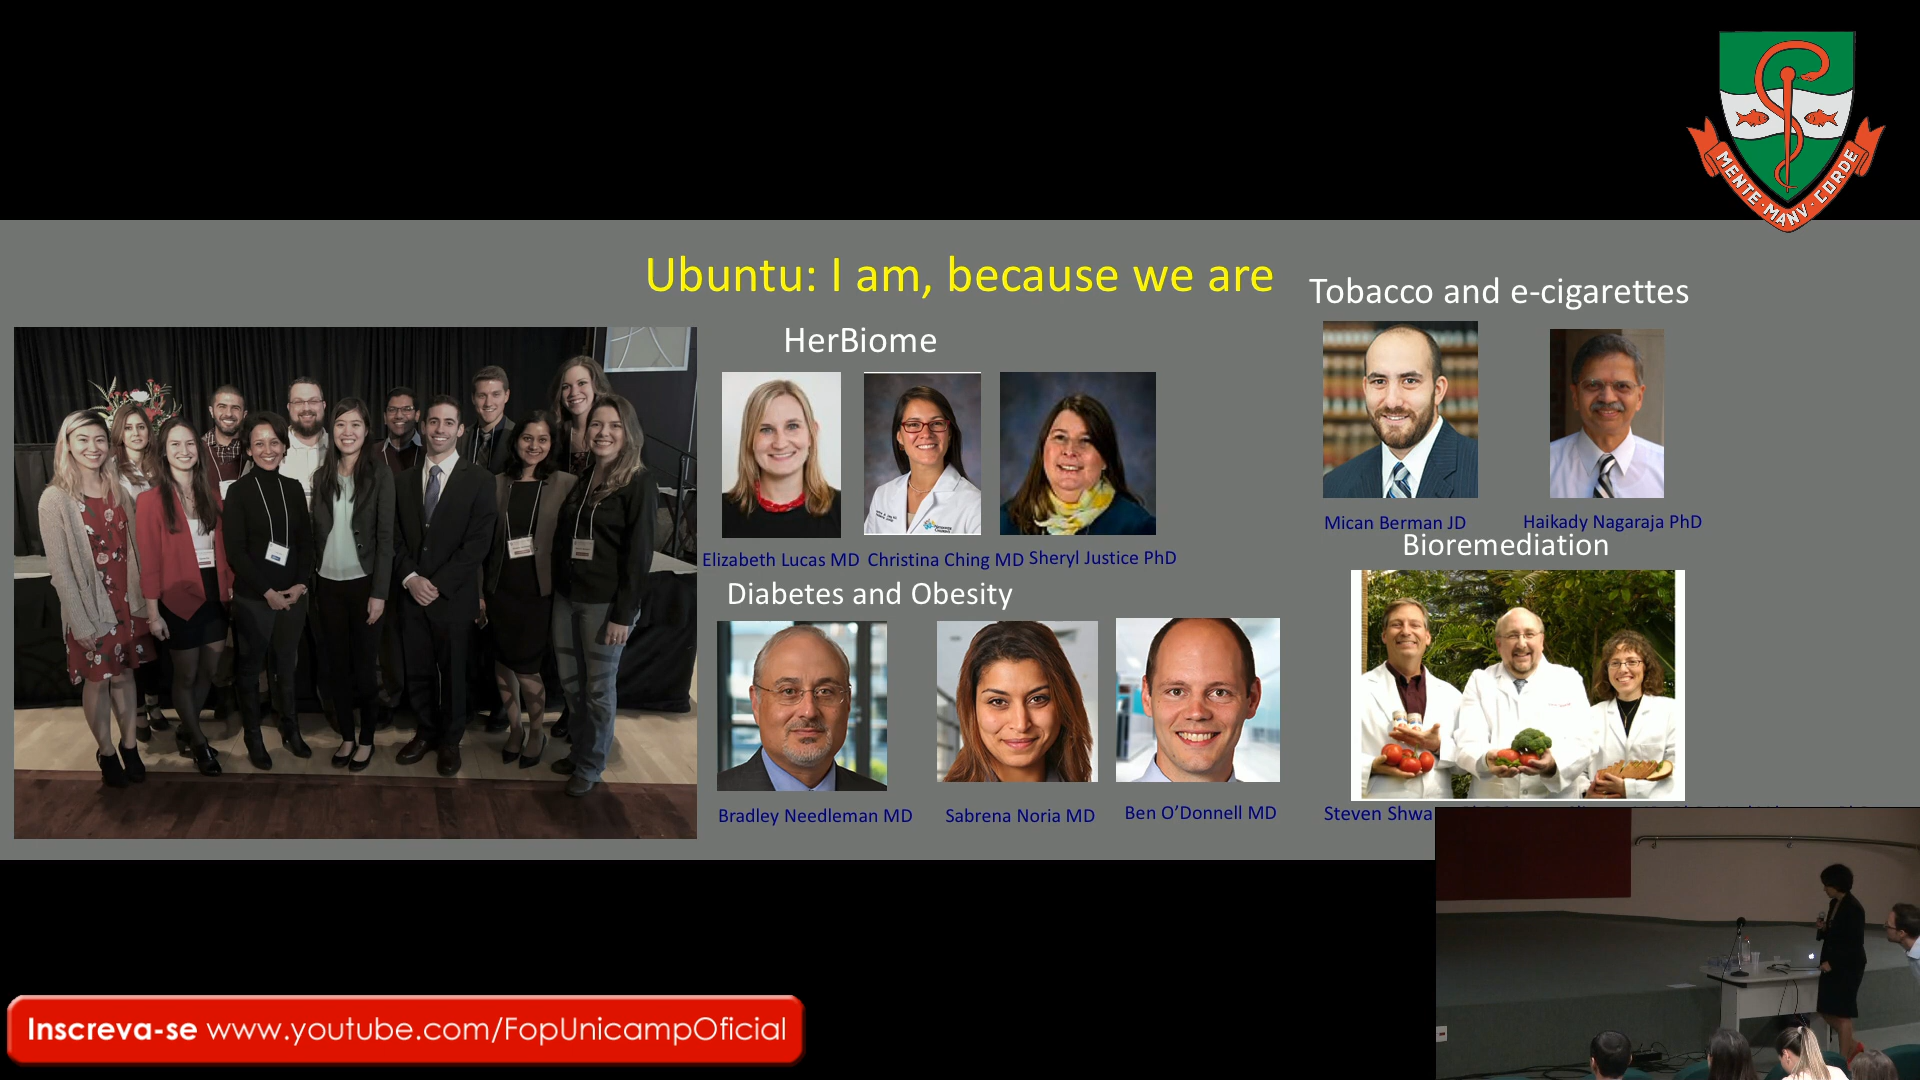 MENTE · MANV · CORDE
Ubuntu: I am, because we are
Tobacco and e-cigarettes
HerBiome
Mican Berman JD
Haikady Nagaraja PhD
Bioremediation
Elizabeth Lucas MD
Christina Ching MD
Sheryl Justice PhD
Diabetes and Obesity
Bradley Needleman MD
Sabrena Noria MD
Ben O’Donnell MD
Steven
Inscreva-se www.youtube.com/FopUnicampOficial